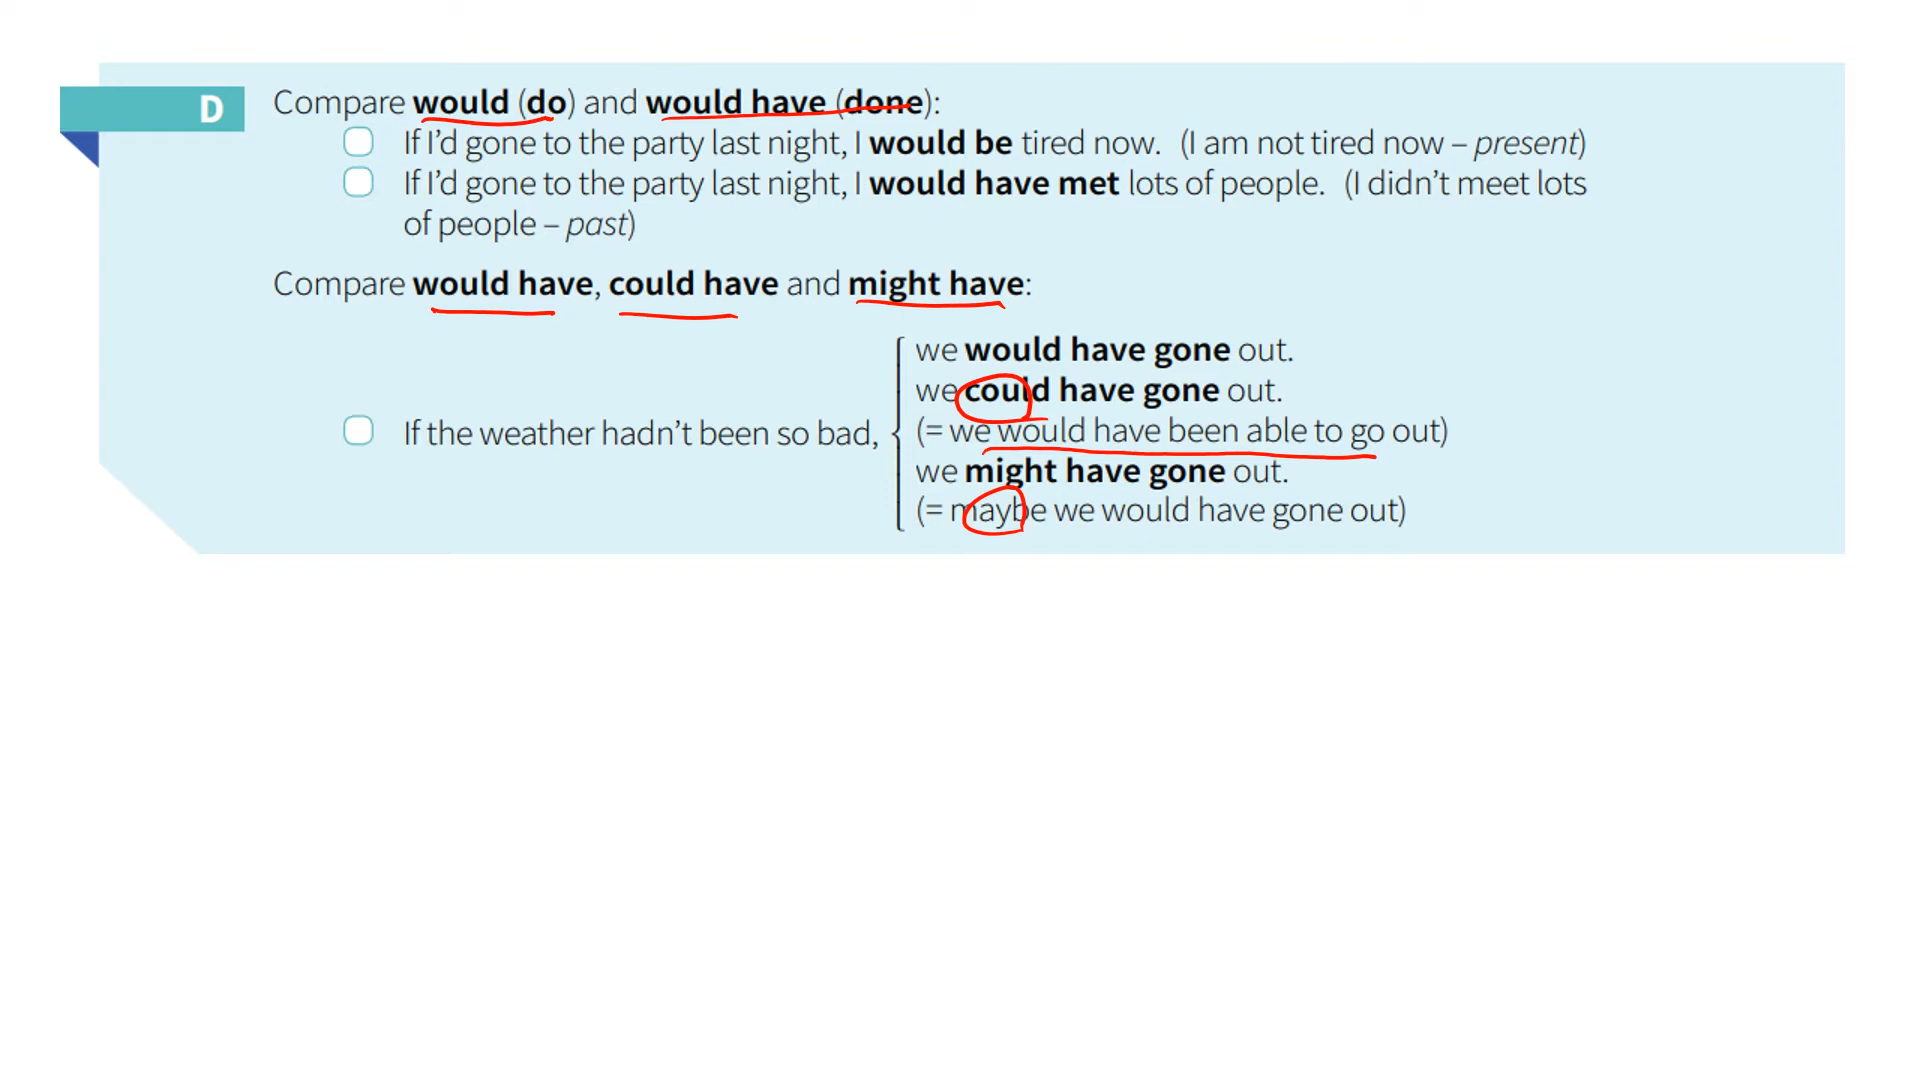 D
Compare would (do) and would have (done):
If I’d gone to the party last night, I would be tired now. (I am not tired now – present)
If I’d gone to the party last night, I would have met lots of people. (I didn’t meet lots
of people – past)
Compare would have, could have and might have:
we would have gone out.
we could have gone out.
If the weather hadn’t been so bad,
(= we would have been able to go out)
we might have gone out.
(= maybe we would have gone out)